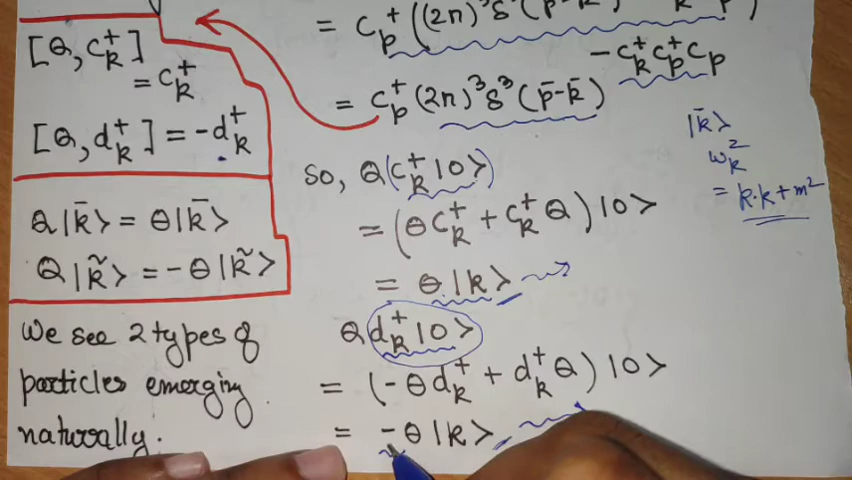 [Q, c_k^+]
= c_k^+
[Q, d_k^+] = -d_k^+
Q|k̄> = θ|k̄>
Q|k̃> = -θ|k̃>
We see 2 types of
particles emerging
naturally.
= c_p^+ ((2π)^3 δ^3 (p̄-
- c_k^+ c_p^+ c_p
= c_p^+ (2π)^3 δ^3 (p̄-k̄)
So, Q(c_k^+ |0>)
= (θ c_k^+ + c_k^+ Q) |0>
= θ |k>
Q d_k^+ |0>
= (-θ d_k^+ + d_k^+ Q) |0>
= -θ |k>
|k̄>
ω_k^2
= k·k + m^2